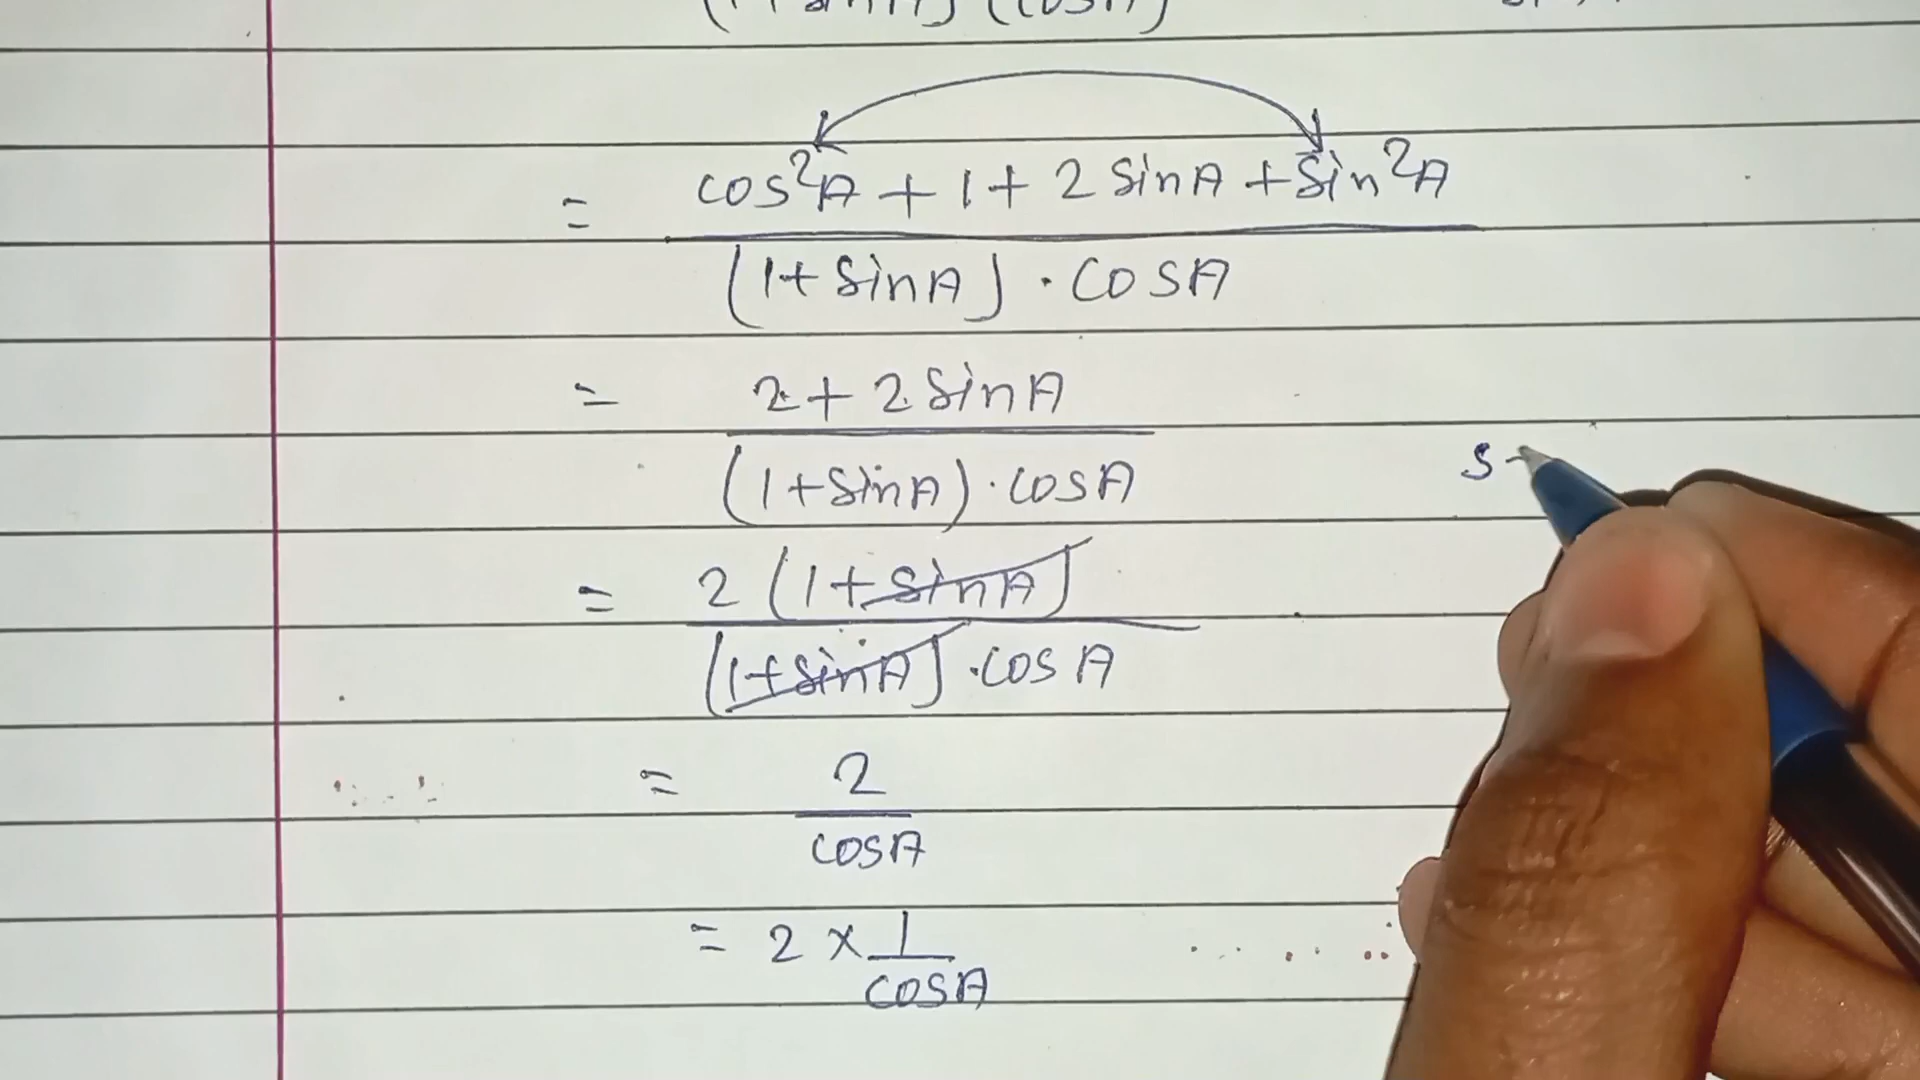 = cos²A + 1 + 2 sinA + sin²A
(1+ sinA) · cosA
= 2 + 2 sinA
(1+sinA) · cosA
= 2 (1+sinA)
(1+sinA) · cosA
= 2
cosA
= 2 × 1
cosA
s